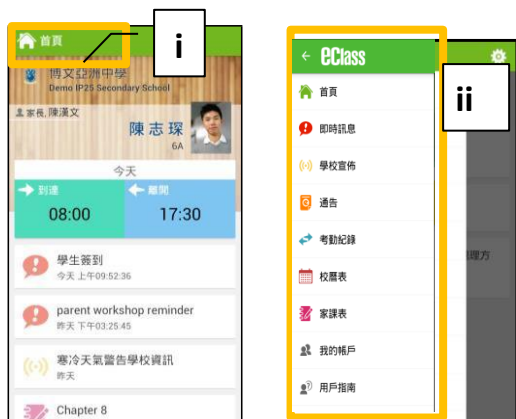 首頁
i
博文亞洲中學
Demo IP25 Secondary School
家長, 陳漢文
陳志琛
6A
今天
到達
離開
08:00
17:30
學生簽到
今天 上午09:52:36
parent workshop reminder
昨天 下午03:25:45
寒冷天氣警告學校資訊
昨天
Chapter 8
eClass
ii
首頁
即時訊息
學校宣佈
通告
考勤紀錄
校曆表
家課表
我的帳戶
用戶指南
理方